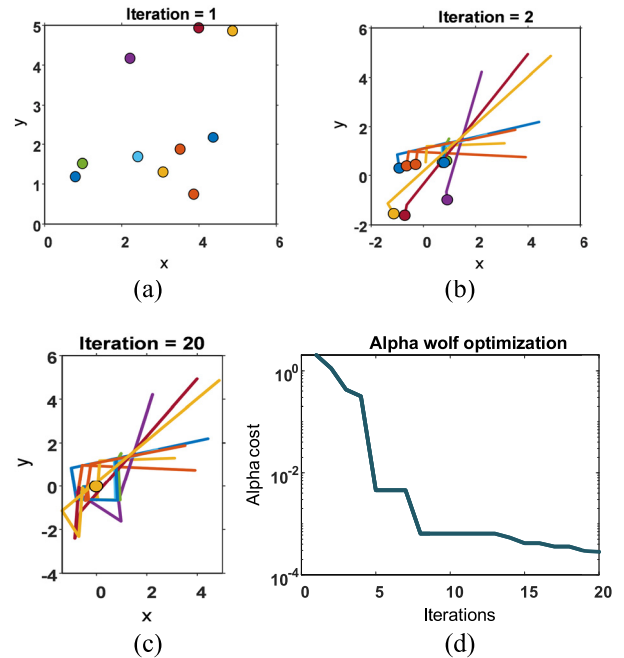 Iteration = 1
5
4
3
2
1
0
y
0
2
4
6
x
(a)
Iteration = 2
6
4
2
0
-2
y
-2
0
2
4
6
x
(b)
Iteration = 20
6
4
2
0
-2
-4
y
0
2
4
x
(c)
Alpha wolf optimization
10^0
10^-2
10^-4
Alpha cost
0
5
10
15
20
Iterations
(d)